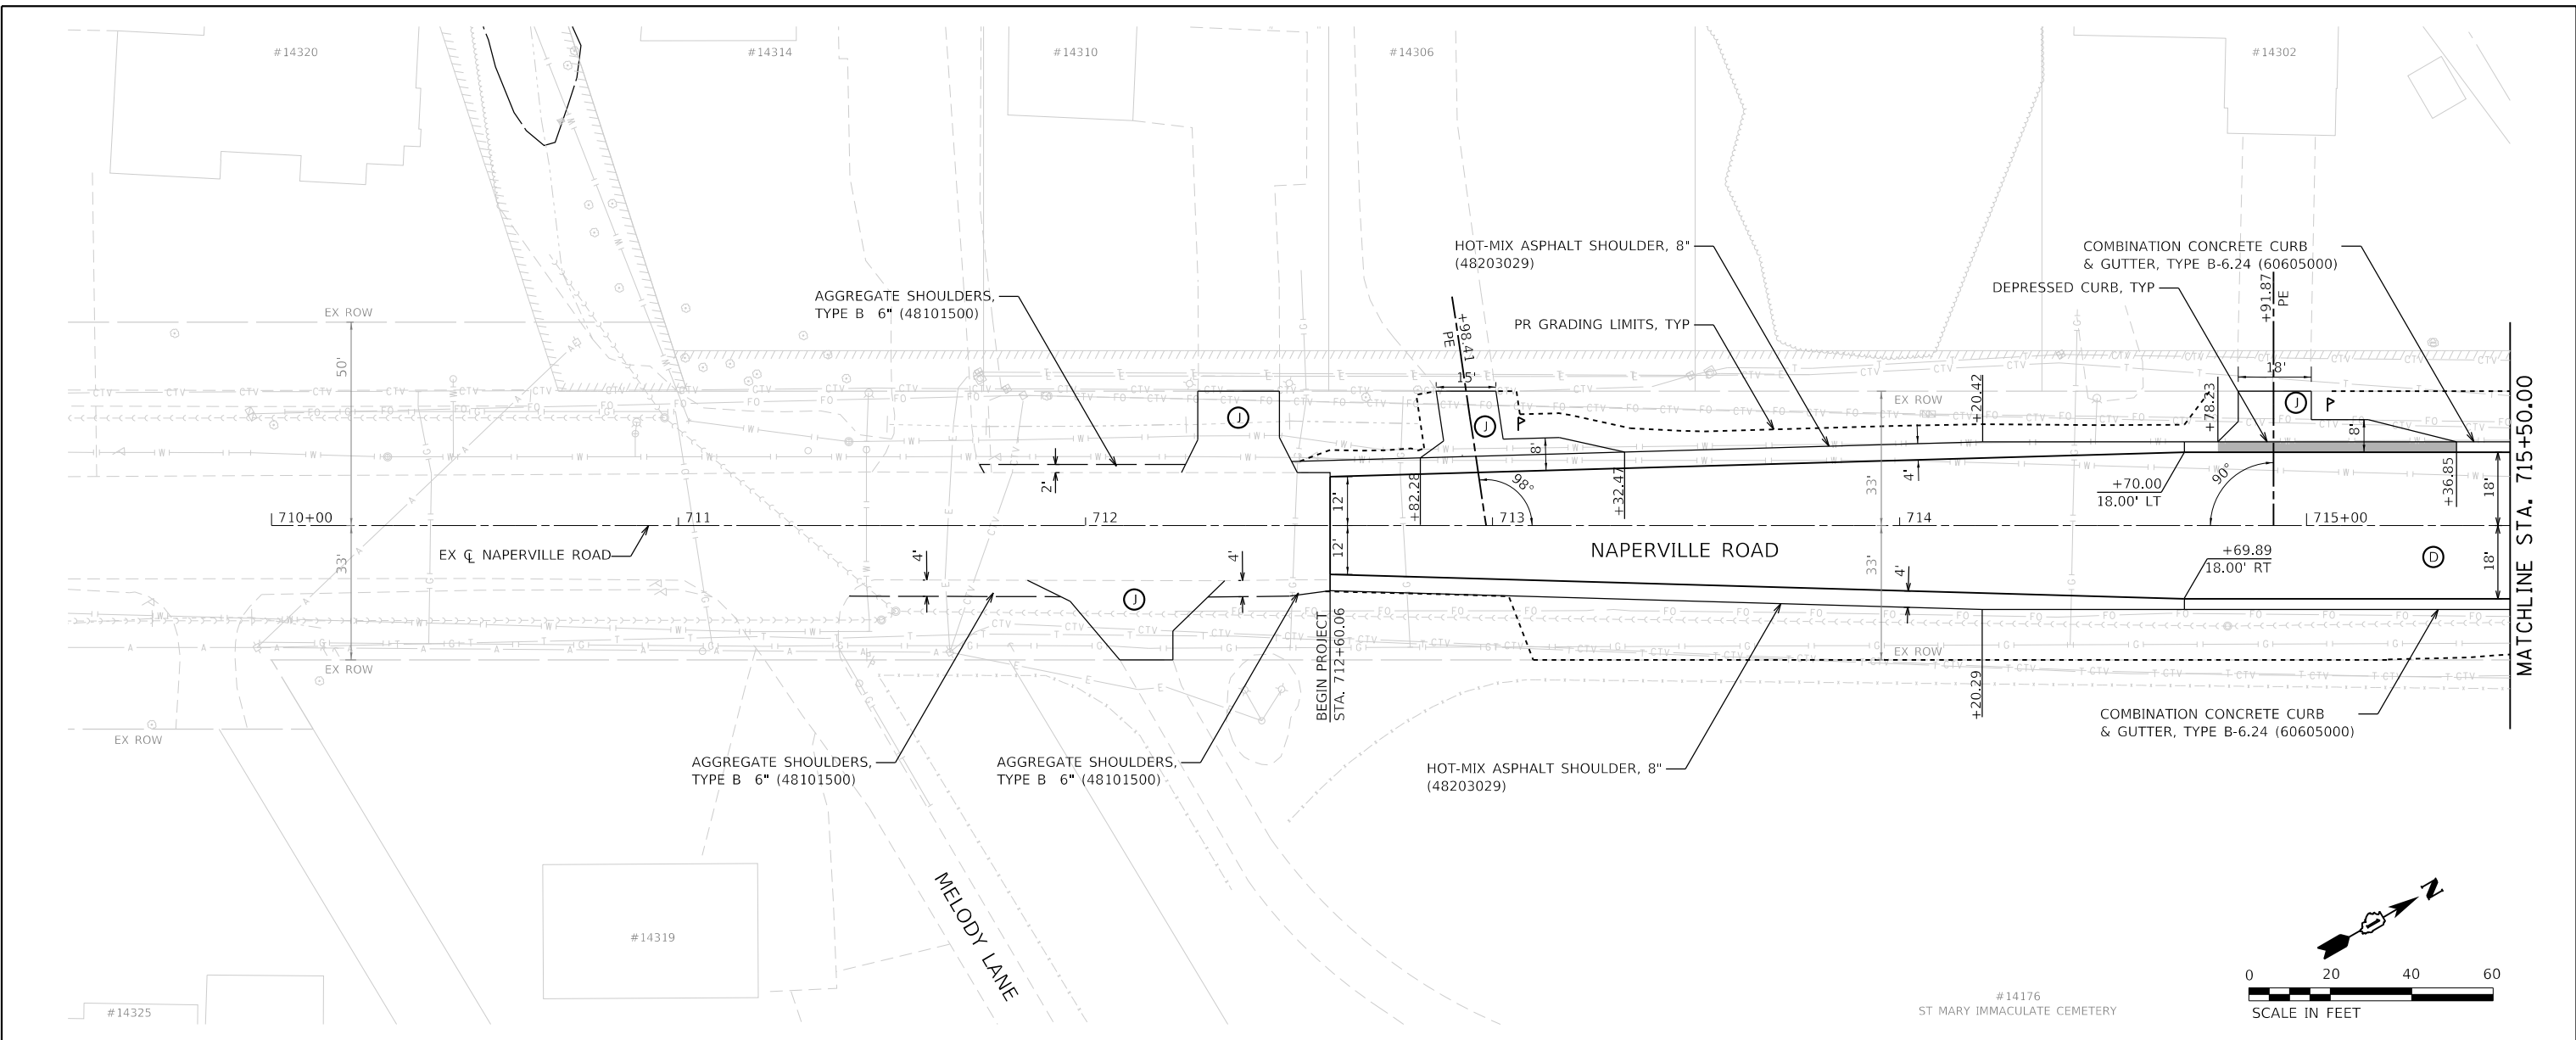 #14320
#14314
#14310
#14306
#14302
HOT-MIX ASPHALT SHOULDER, 8"
(48203029)
COMBINATION CONCRETE CURB
& GUTTER, TYPE B-6.24 (60605000)
DEPRESSED CURB, TYP
+91.87
PE
AGGREGATE SHOULDERS,
TYPE B 6" (48101500)
EX ROW
PR GRADING LIMITS, TYP
+98.41
PE
50'
15'
18'
+20.42
+78.23
EX ROW
J
J
J
P
P
8'
8'
2'
12'
+82.28
98°
+32.47
33'
4'
+70.00
18.00' LT
90°
+36.85
18'
MATCHLINE STA. 715+50.00
710+00
711
712
713
714
715+00
EX CL NAPERVILLE ROAD
33'
4'
4'
12'
NAPERVILLE ROAD
33'
4'
+69.89
18.00' RT
D
18'
J
BEGIN PROJECT
STA. 712+60.06
EX ROW
EX ROW
+20.29
EX ROW
COMBINATION CONCRETE CURB
& GUTTER, TYPE B-6.24 (60605000)
AGGREGATE SHOULDERS,
TYPE B 6" (48101500)
AGGREGATE SHOULDERS,
TYPE B 6" (48101500)
HOT-MIX ASPHALT SHOULDER, 8"
(48203029)
MELODY LANE
#14319
#14325
#14176
ST MARY IMMACULATE CEMETERY
N
0 20 40 60
SCALE IN FEET